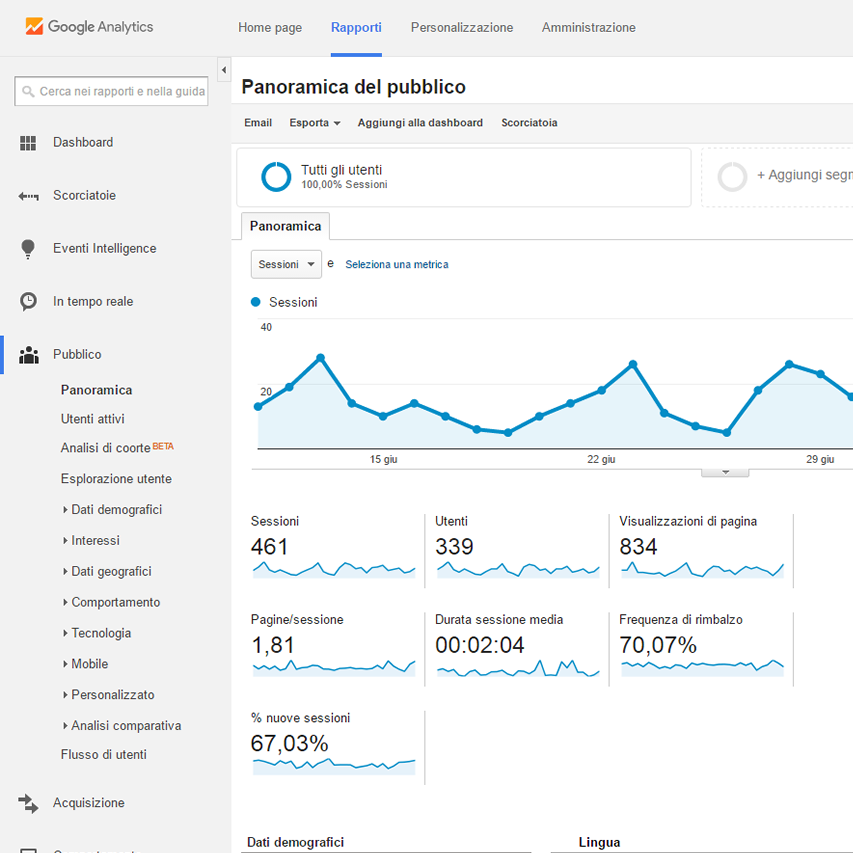 Google Analytics
Home page
Rapporti
Personalizzazione
Amministrazione
Cerca nei rapporti e nella guida
Dashboard
Scorciatoie
Eventi Intelligence
In tempo reale
Pubblico
Panoramica
Utenti attivi
Analisi di coorte BETA
Esplorazione utente
Dati demografici
Interessi
Dati geografici
Comportamento
Tecnologia
Mobile
Personalizzato
Analisi comparativa
Flusso di utenti
Acquisizione
Panoramica del pubblico
Email
Esporta
Aggiungi alla dashboard
Scorciatoia
Tutti gli utenti
100,00% Sessioni
+ Aggiungi segm
Panoramica
Sessioni
e
Seleziona una metrica
Sessioni
40
20
15 giu
22 giu
29 giu
Sessioni
461
Utenti
339
Visualizzazioni di pagina
834
Pagine/sessione
1,81
Durata sessione media
00:02:04
Frequenza di rimbalzo
70,07%
% nuove sessioni
67,03%
Dati demografici
Lingua